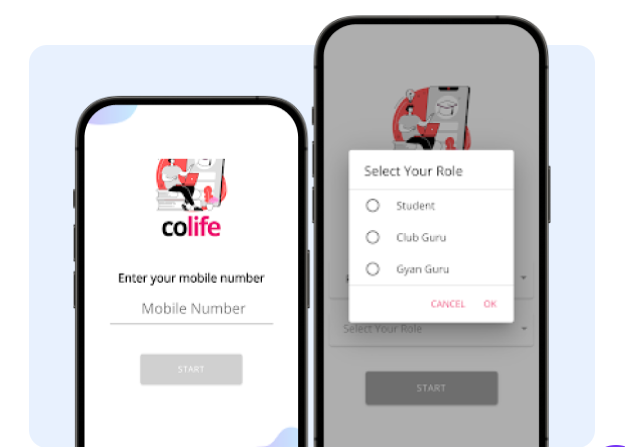 colife
Enter your mobile number
Mobile Number
START
Select Your Role
Student
Club Guru
Gyan Guru
CANCEL OK
Select Your Role
START